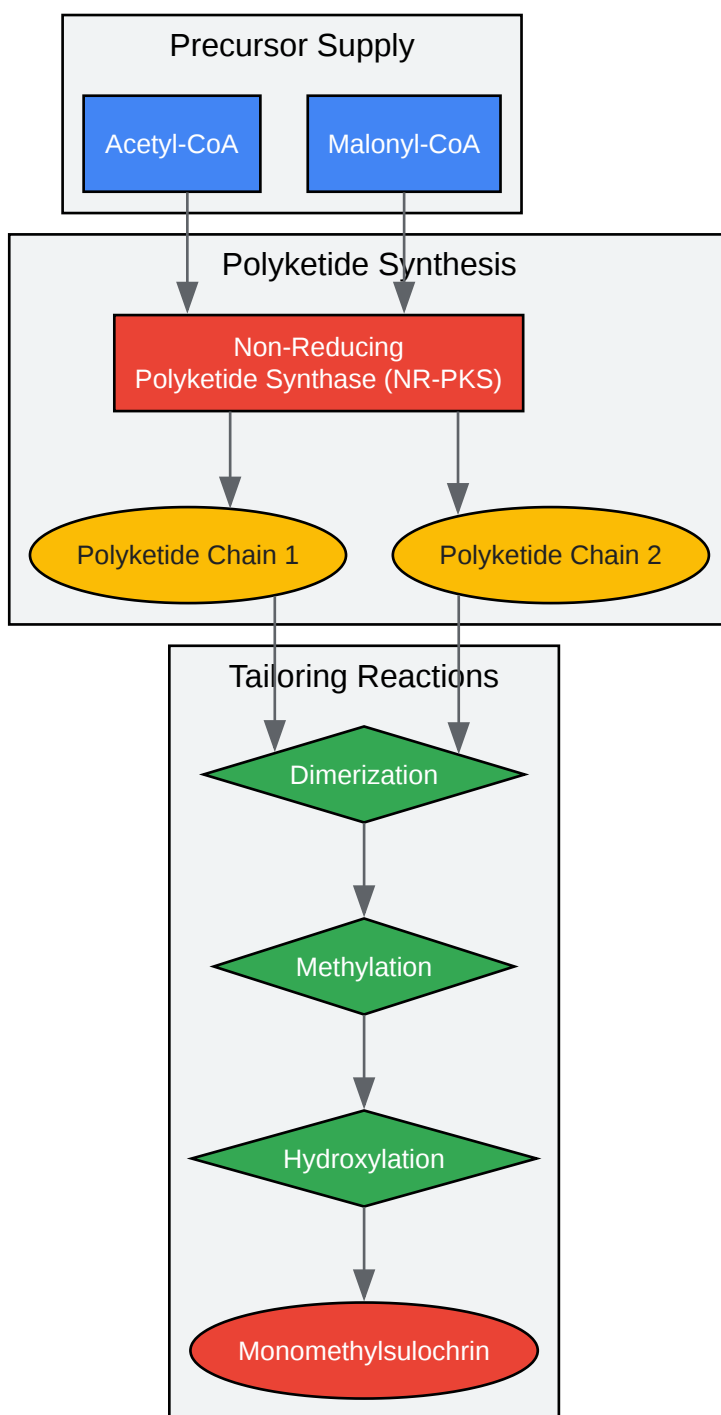 Precursor Supply
Acetyl-CoA
Malonyl-CoA
Polyketide Synthesis
Non-Reducing
Polyketide Synthase (NR-PKS)
Polyketide Chain 1
Polyketide Chain 2
Tailoring Reactions
Dimerization
Methylation
Hydroxylation
Monomethylsulochrin